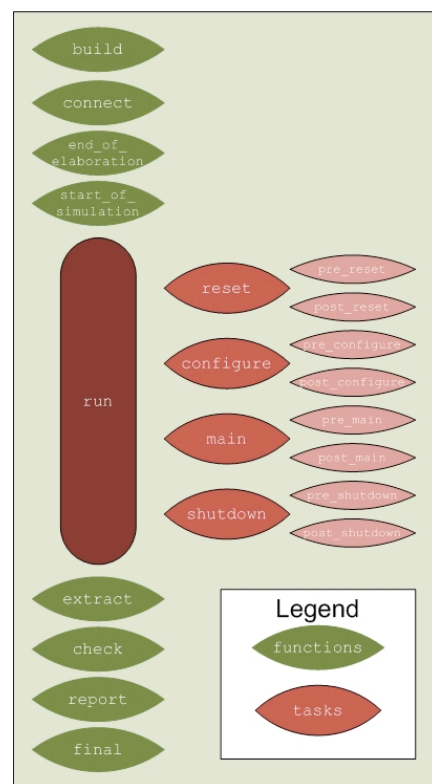 build
connect
end_of_
elaboration
start_of_
simulation
run
reset
pre_reset
post_reset
configure
pre_configure
post_configure
main
pre_main
post_main
shutdown
pre_shutdown
post_shutdown
extract
check
report
final
Legend
functions
tasks